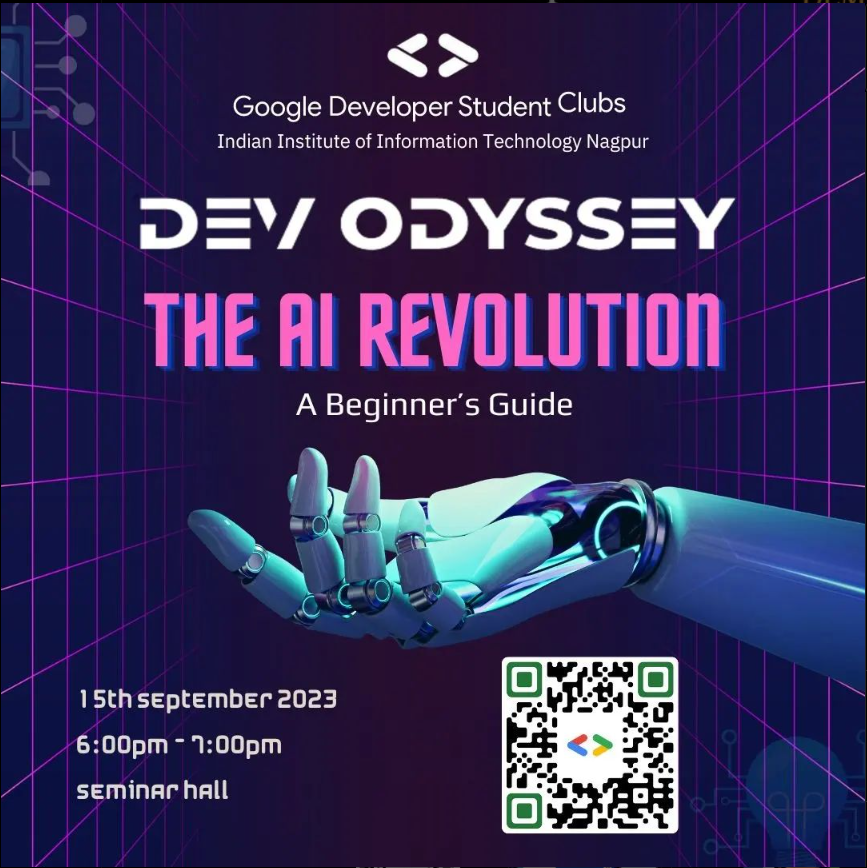 Google Developer Student Clubs
Indian Institute of Information Technology Nagpur
DEV ODYSSEY
THE AI REVOLUTION
A Beginner's Guide
15th september 2023
6:00pm - 7:00pm
seminar hall